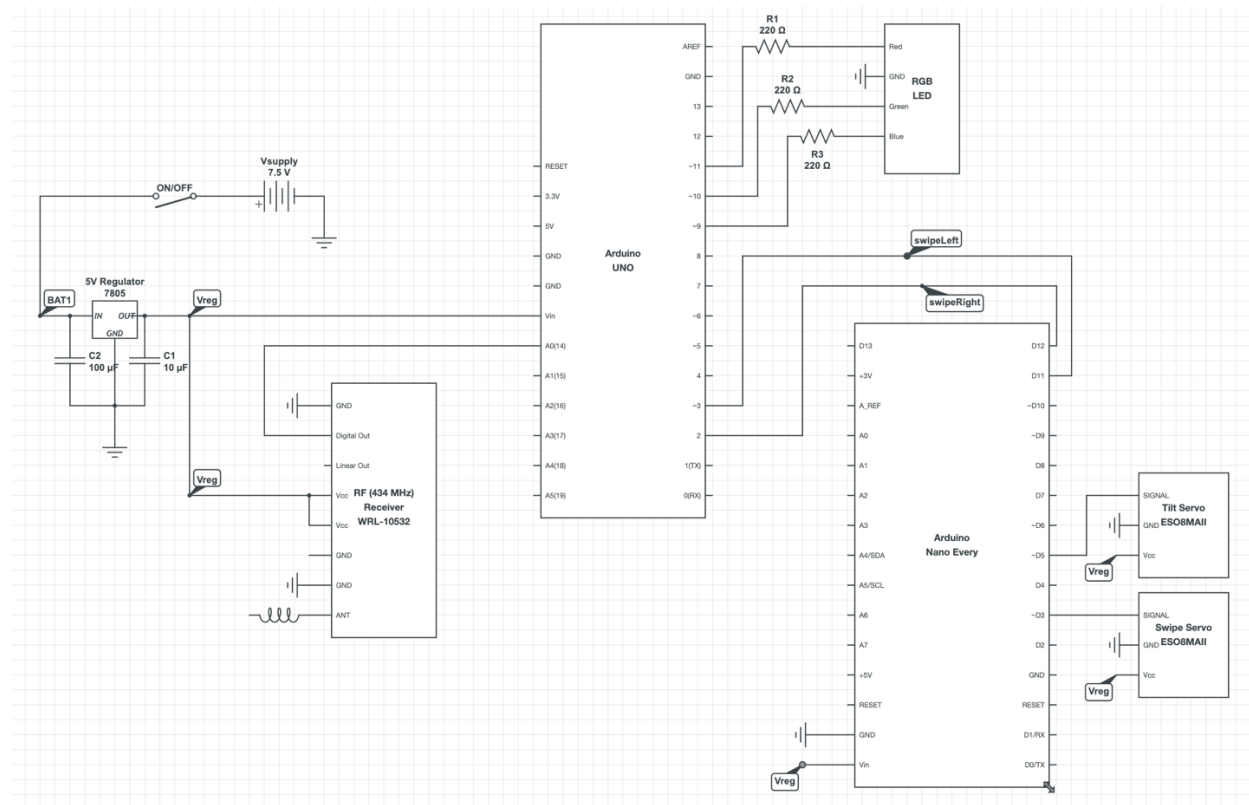 R1
220 Ω
R2
220 Ω
R3
220 Ω
Red
GND
Green
Blue
RGB
LED
Vsupply
7.5 V
+
ON/OFF
BAT1
5V Regulator
7805
IN
OUT
GND
Vreg
C2
100 µF
C1
10 µF
Vreg
RESET
3.3V
5V
GND
GND
Vin
A0(14)
A1(15)
A2(16)
A3(17)
A4(18)
A5(19)
Arduino
UNO
AREF
GND
13
12
~11
~10
~9
8
7
~6
~5
4
~3
2
1(TX)
0(RX)
swipeLeft
swipeRight
GND
Digital Out
Linear Out
Vcc
Vcc
GND
GND
ANT
RF (434 MHz)
Receiver
WRL-10532
D13
+3V
A_REF
A0
A1
A2
A3
A4/SDA
A5/SCL
A6
A7
+5V
RESET
GND
Vin
Vreg
Arduino
Nano Every
D12
D11
~D10
~D9
D8
D7
~D6
~D5
D4
~D3
D2
GND
RESET
D1/RX
D0/TX
SIGNAL
GND
Vcc
Tilt Servo
ESO8MAII
Vreg
SIGNAL
GND
Vcc
Swipe Servo
ESO8MAII
Vreg